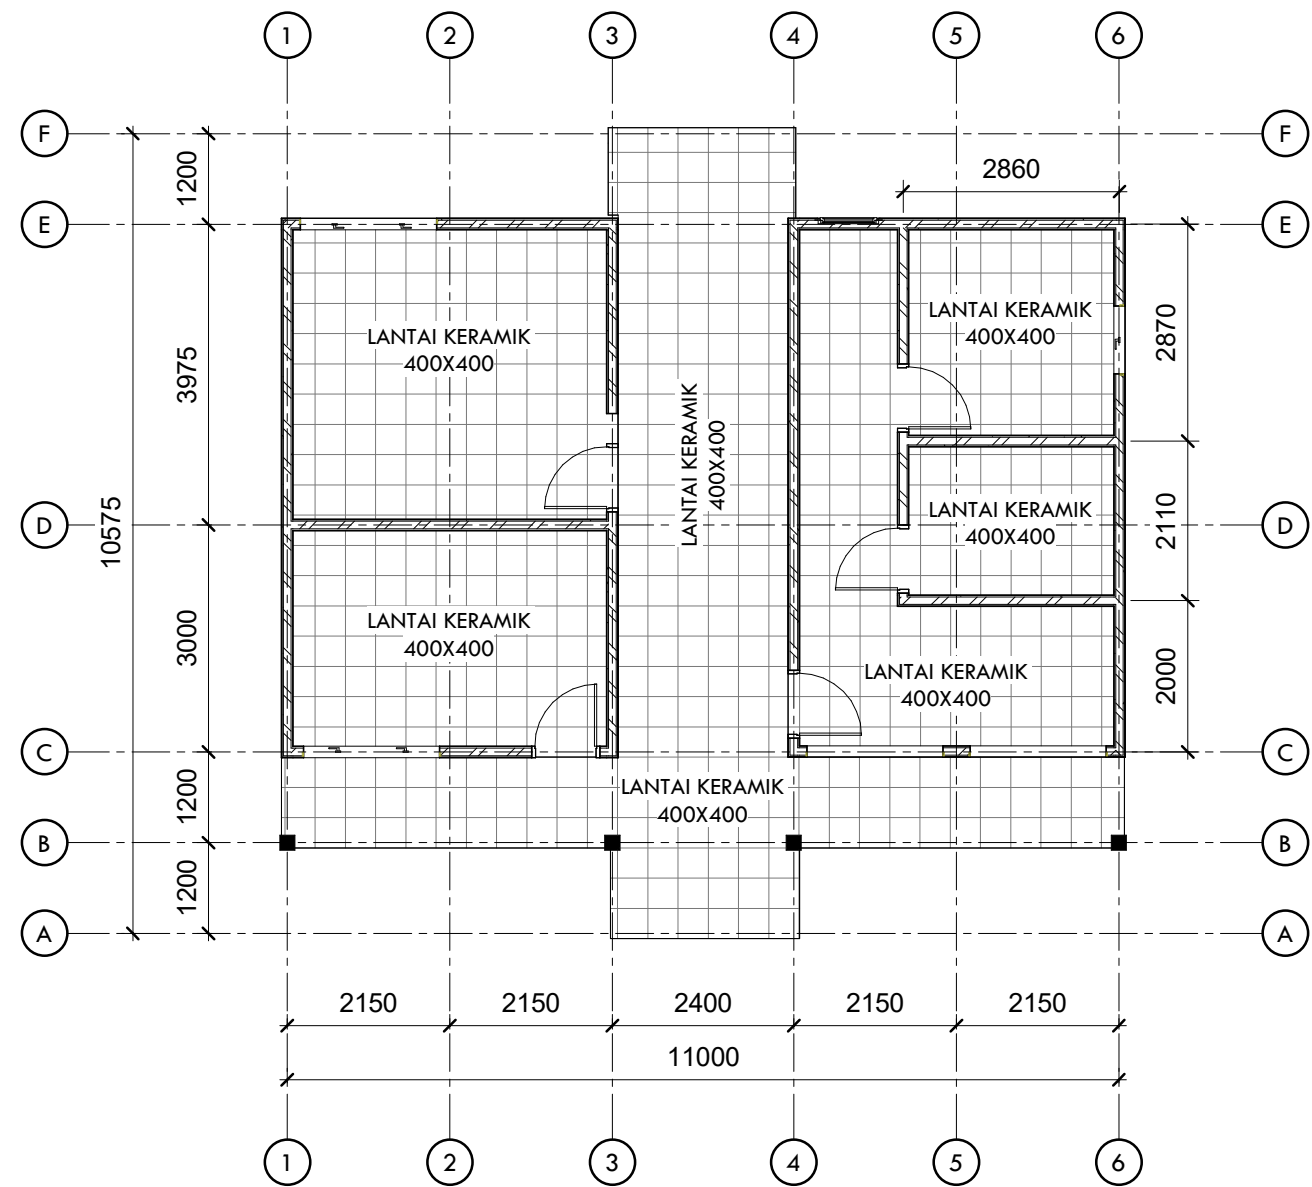 1
2
3
4
5
6
F
F
1200
2860
E
E
LANTAI KERAMIK
400X400
LANTAI KERAMIK
400X400
2870
3975
LANTAI KERAMIK
400X400
10575
D
LANTAI KERAMIK
400X400
2110
D
3000
LANTAI KERAMIK
400X400
LANTAI KERAMIK
400X400
2000
C
C
1200
LANTAI KERAMIK
400X400
B
B
1200
A
A
2150
2150
2400
2150
2150
11000
1
2
3
4
5
6